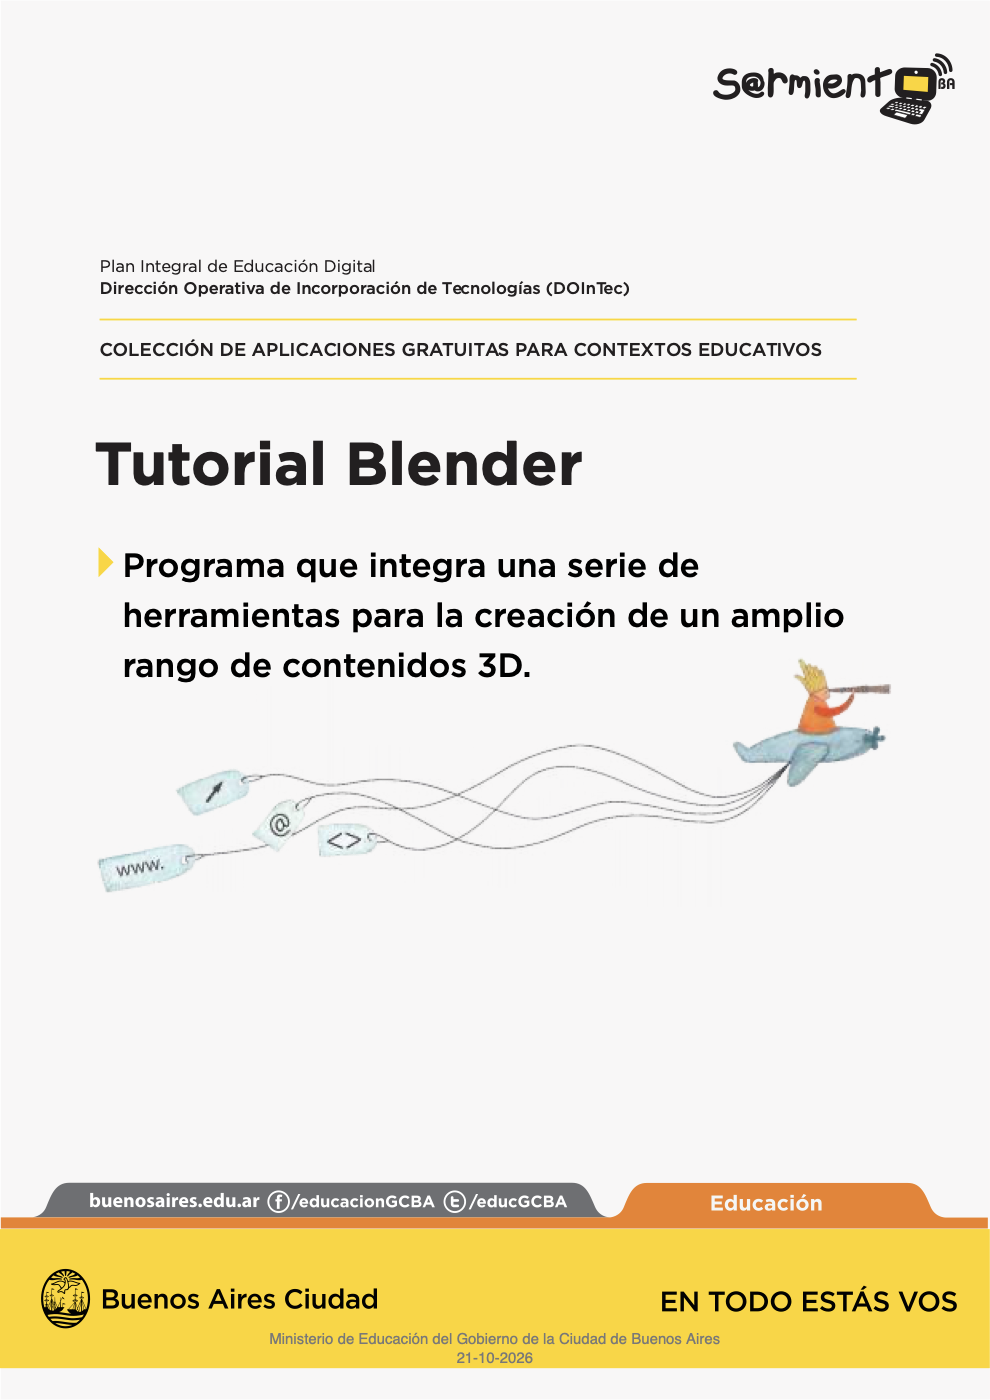 S@rmiento BA
Plan Integral de Educación Digital
Dirección Operativa de Incorporación de Tecnologías (DOInTec)
COLECCIÓN DE APLICACIONES GRATUITAS PARA CONTEXTOS EDUCATIVOS
Tutorial Blender
Programa que integra una serie de
herramientas para la creación de un amplio
rango de contenidos 3D.
@
<>
www.
buenosaires.edu.ar f /educacionGCBA t /educGCBA
Educación
Buenos Aires Ciudad
EN TODO ESTÁS VOS
Ministerio de Educación del Gobierno de la Ciudad de Buenos Aires
21-10-2026